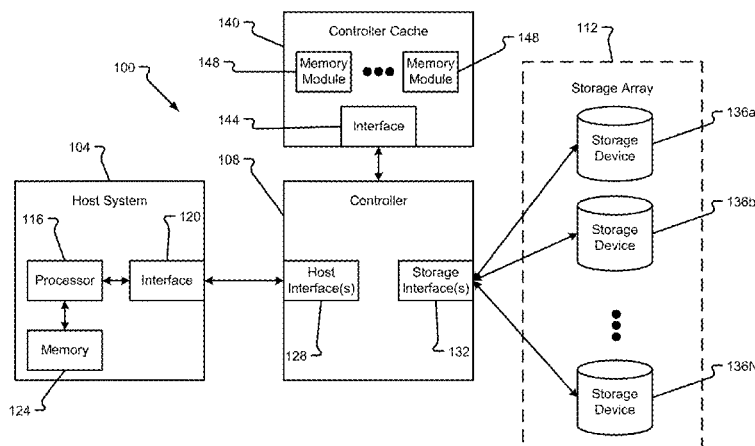 140
Controller Cache
112
148
Memory
Module
Memory
Module
148
100
Storage Array
144
Interface
136a
Storage
Device
104
108
Host System
Controller
116
120
136b
Storage
Device
Processor
Interface
Host
Interface(s)
Storage
Interface(s)
Memory
128
132
136N
Storage
Device
124